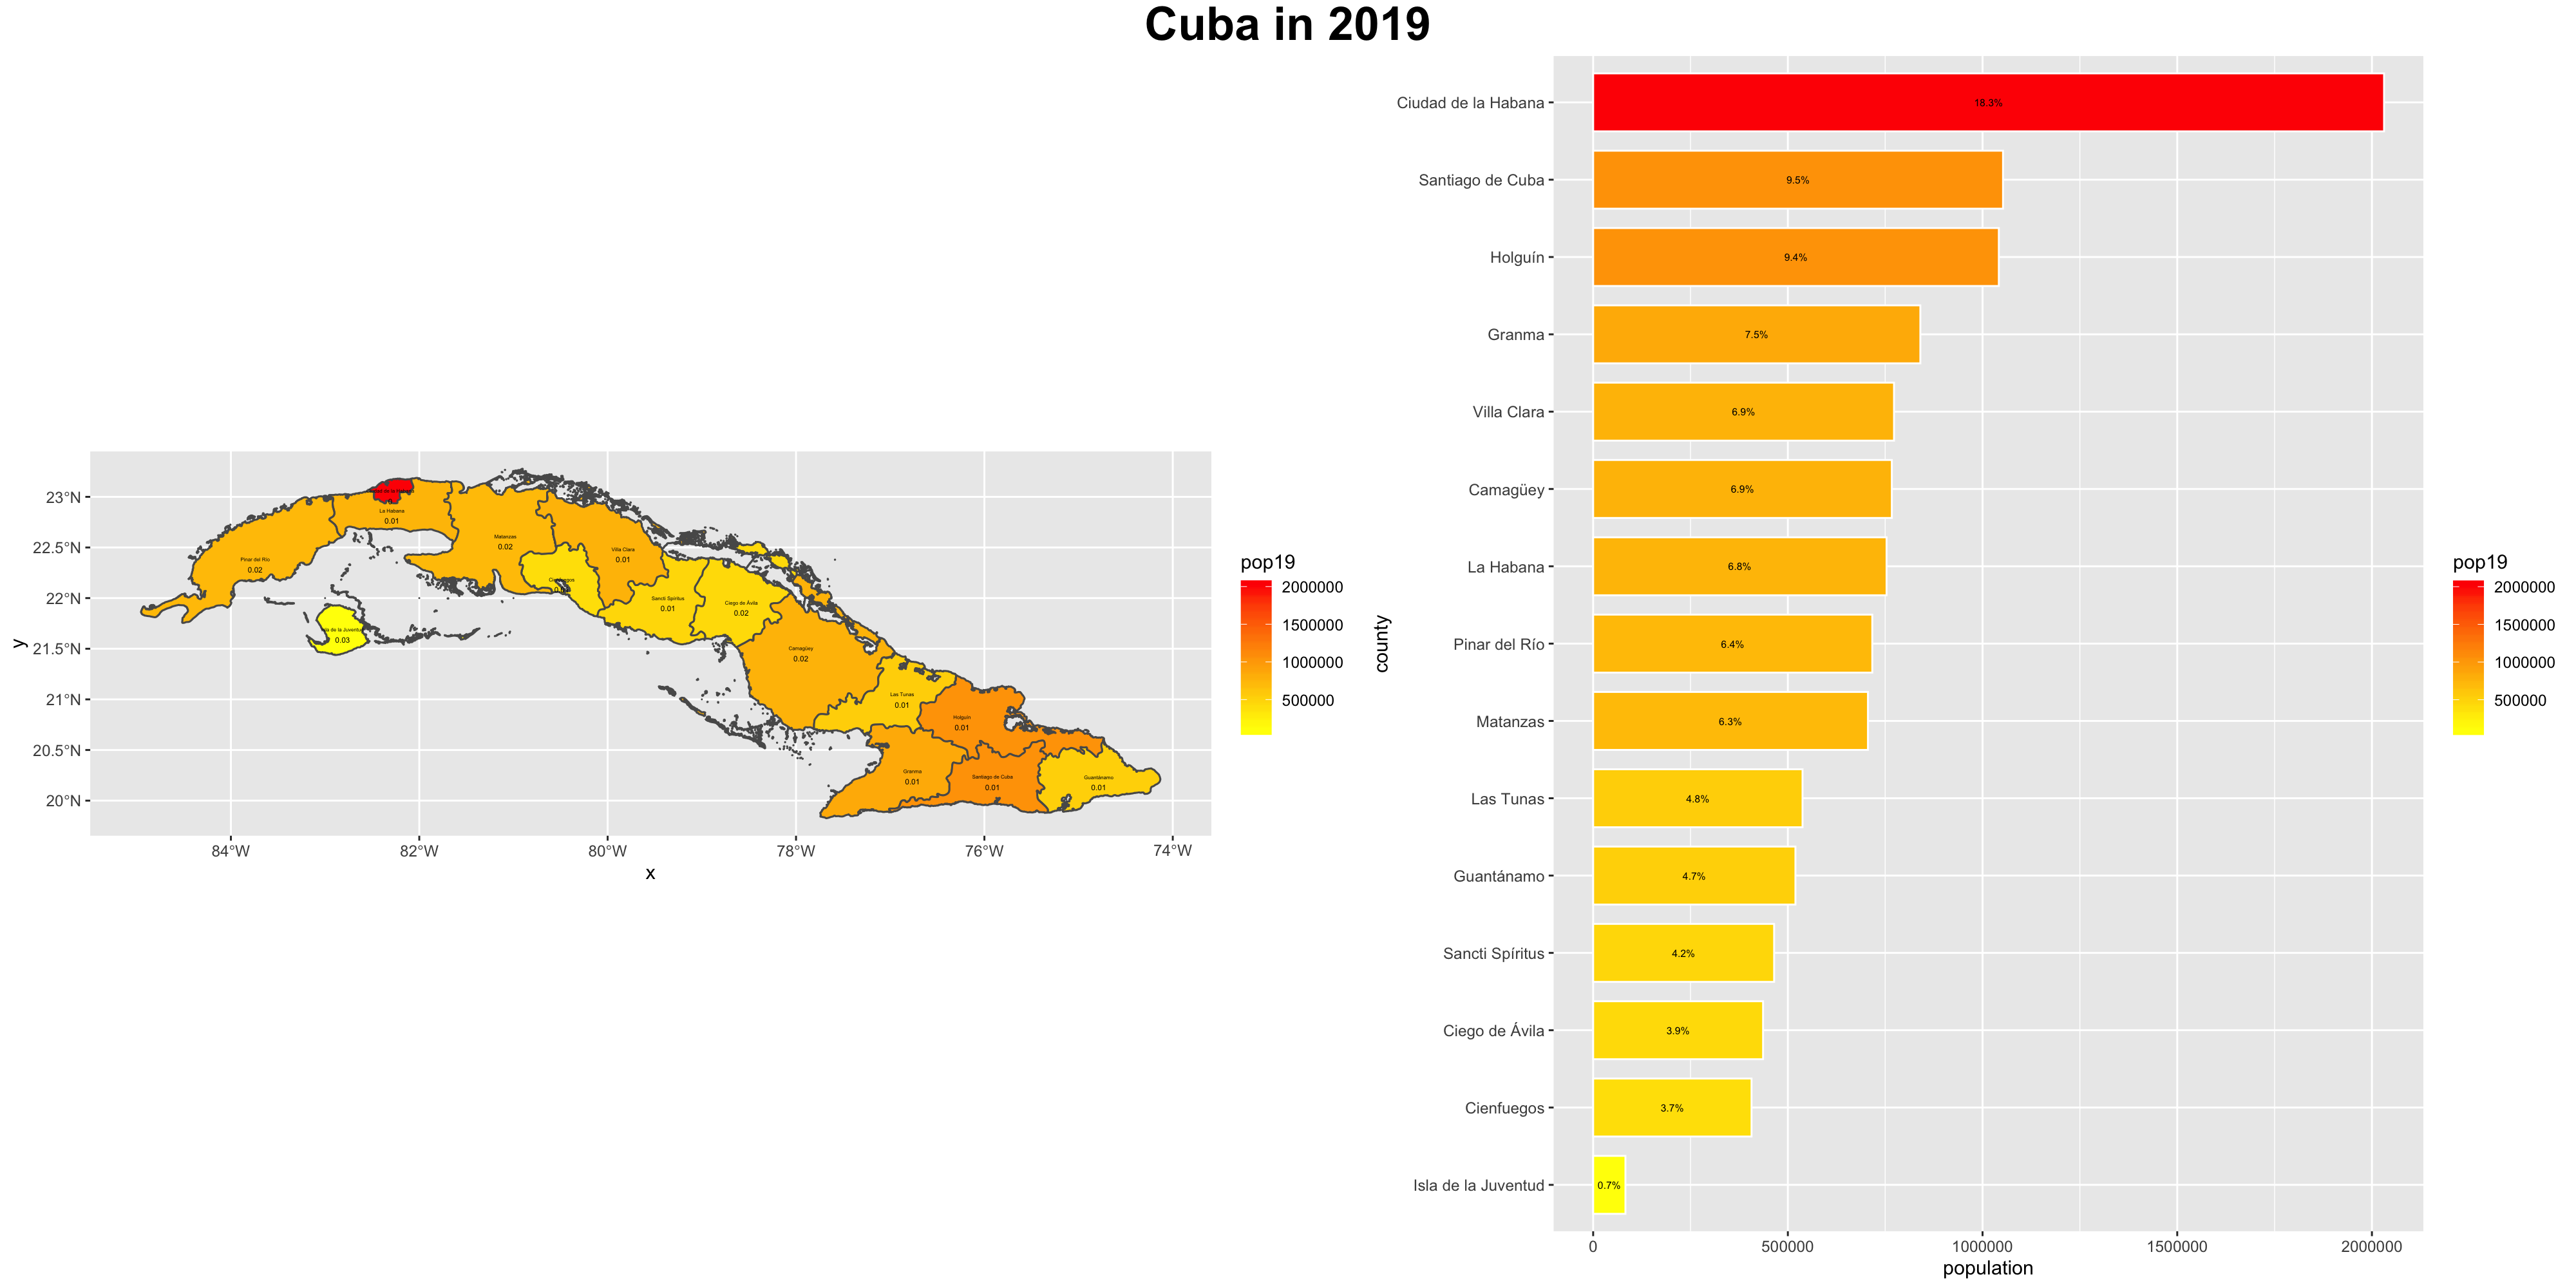 Cuba in 2019
y
23°N
22.5°N
22°N
21.5°N
21°N
20.5°N
20°N
La Habana
0.01
Pinar del Río
0.02
Matanzas
0.02
Villa Clara
0.01
Cienfuegos
Sancti Spíritus
0.01
Ciego de Ávila
0.02
Isla de la Juventud
0.03
Camagüey
0.02
Las Tunas
0.01
Holguín
0.01
Granma
0.01
Santiago de Cuba
0.01
Guantánamo
0.01
84°W
82°W
80°W
78°W
76°W
74°W
x
pop19
2000000
1500000
1000000
500000
county
Ciudad de la Habana
18.3%
Santiago de Cuba
9.5%
Holguín
9.4%
Granma
7.5%
Villa Clara
6.9%
Camagüey
6.9%
La Habana
6.8%
Pinar del Río
6.4%
Matanzas
6.3%
Las Tunas
4.8%
Guantánamo
4.7%
Sancti Spíritus
4.2%
Ciego de Ávila
3.9%
Cienfuegos
3.7%
Isla de la Juventud
0.7%
0
500000
1000000
1500000
2000000
population
pop19
2000000
1500000
1000000
500000